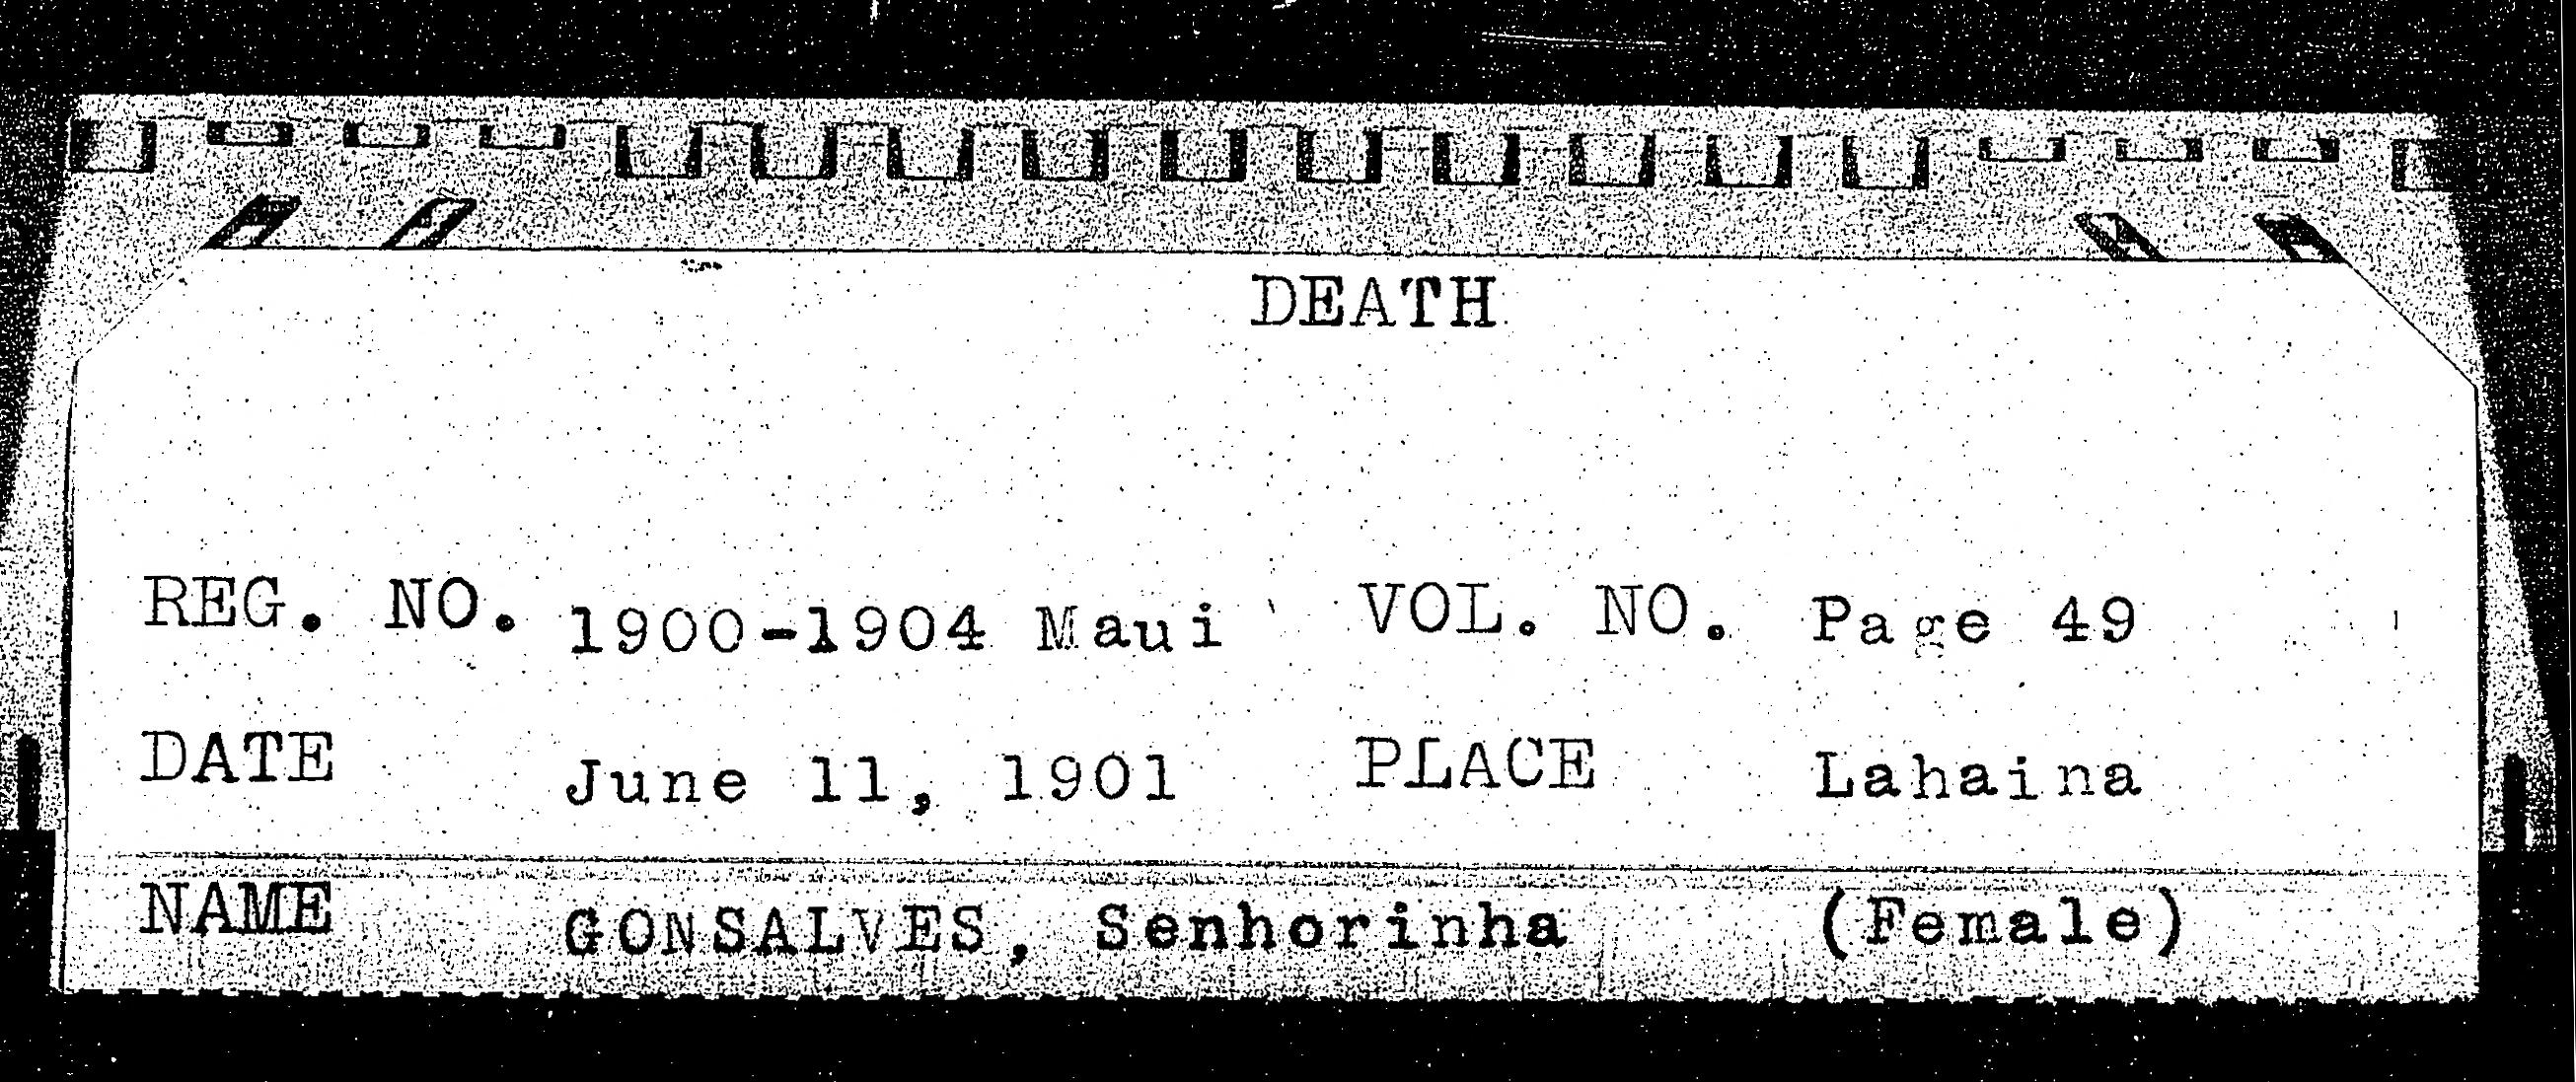 DEATH
REG. NO. 1900-1904 Maui VOL. NO. Page 49
DATE June 11, 1901 PLACE Lahaina
NAME GONSALVES, Senhorinha (Female)